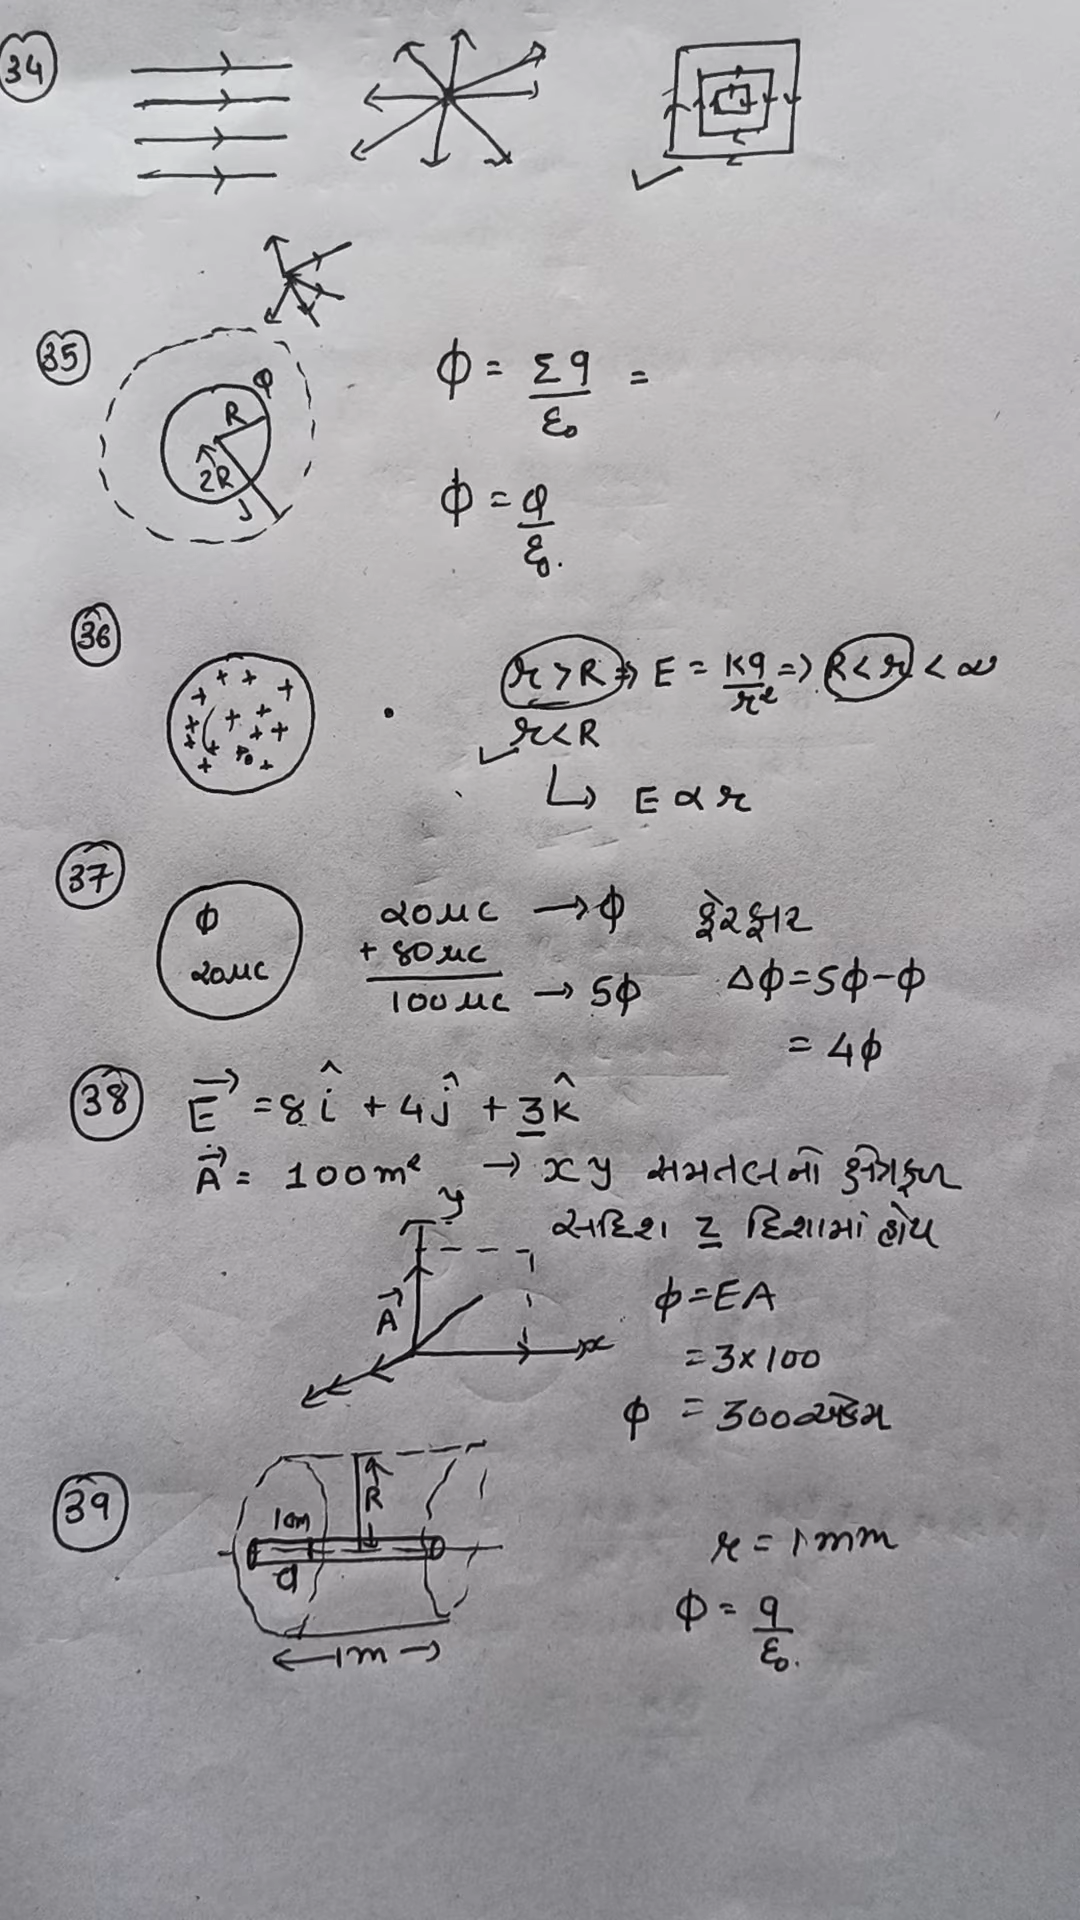 34
35
R Q
2R
ϕ = Σq / ε₀ =
ϕ = Q / ε₀.
36
r > R ⇒ E = kq / r² ⇒ R < r < ∞
r < R
↳ E ∝ r
37
ϕ
20μC
20μC → ϕ ફેરફાર
+ 80μC
100μC → 5ϕ Δϕ = 5ϕ – ϕ
= 4ϕ
38 E⃗ = 8î + 4ĵ + 3k̂
A⃗ = 100m² → xy સમતલનો ક્ષેત્રફળ
સદિશ z દિશામાં હોય
y
A⃗
x
ϕ = EA
= 3×100
ϕ = 300 એકમ
39
R
1cm
q
←1m→
r = 1mm
ϕ = q / ε₀.